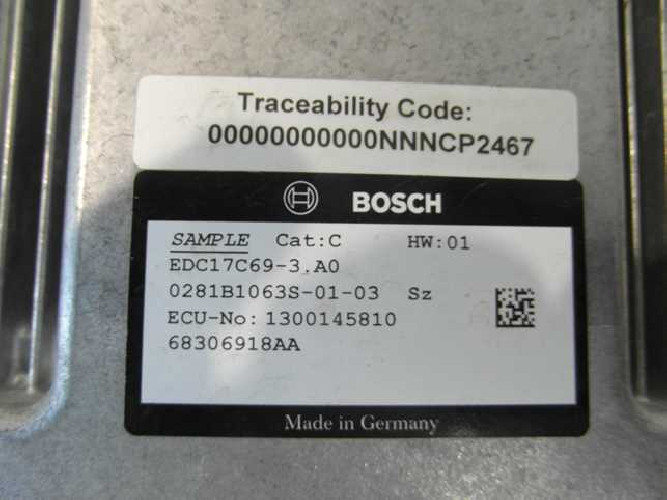 Traceability Code:
00000000000NNNCP2467
BOSCH
SAMPLE Cat:C HW:01
EDC17C69-3.A0
0281B1063S-01-03 Sz
ECU-No:1300145810
68306918AA
Made in Germany